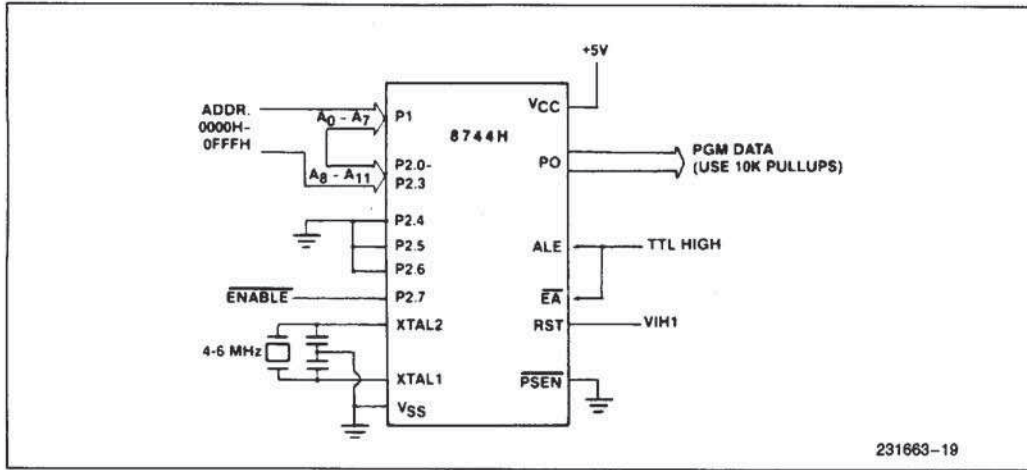 +5V
ADDR.
0000H-
0FFFH
A0 - A7
P1
VCC
8744H
PO
PGM DATA
(USE 10K PULLUPS)
A8 - A11
P2.0-
P2.3
P2.4
P2.5
P2.6
ALE
TTL HIGH
ENABLE
P2.7
EA
XTAL2
RST
VIH1
4-6 MHz
XTAL1
PSEN
VSS
231663-19